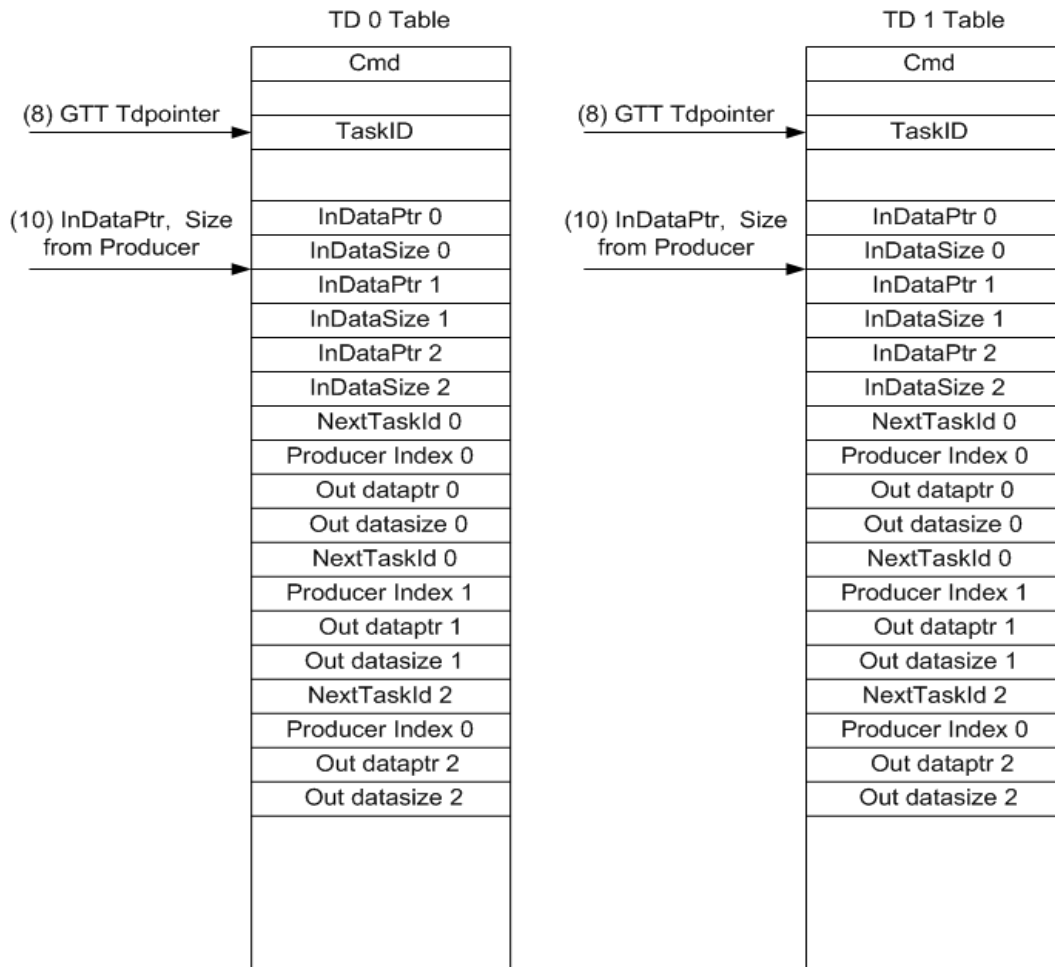 TD 0 Table
Cmd
(8) GTT Tdpointer
TaskID
(10) InDataPtr, Size
from Producer
InDataPtr 0
InDataSize 0
InDataPtr 1
InDataSize 1
InDataPtr 2
InDataSize 2
NextTaskId 0
Producer Index 0
Out dataptr 0
Out datasize 0
NextTaskId 0
Producer Index 1
Out dataptr 1
Out datasize 1
NextTaskId 2
Producer Index 0
Out dataptr 2
Out datasize 2
TD 1 Table
Cmd
(8) GTT Tdpointer
TaskID
(10) InDataPtr, Size
from Producer
InDataPtr 0
InDataSize 0
InDataPtr 1
InDataSize 1
InDataPtr 2
InDataSize 2
NextTaskId 0
Producer Index 0
Out dataptr 0
Out datasize 0
NextTaskId 0
Producer Index 1
Out dataptr 1
Out datasize 1
NextTaskId 2
Producer Index 0
Out dataptr 2
Out datasize 2